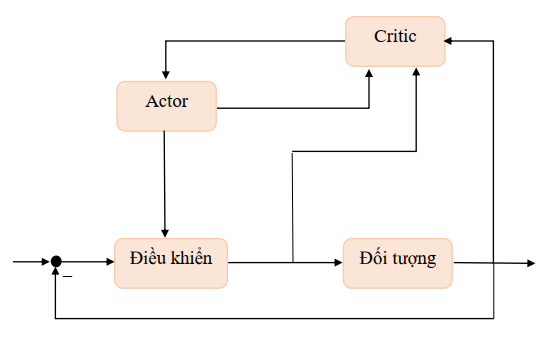 Critic
Actor
Điều khiển
Đối tượng
–